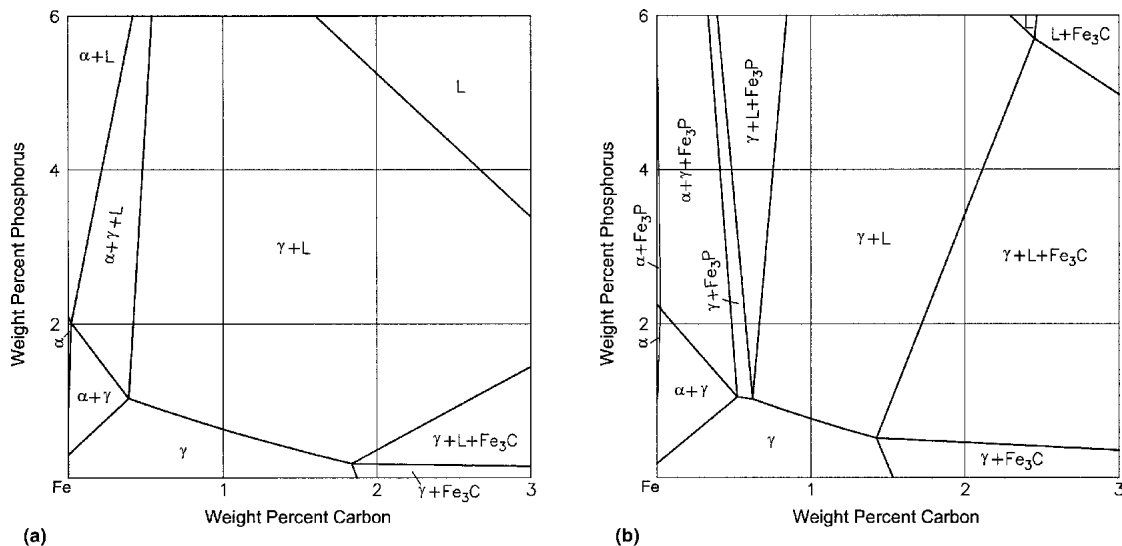 6
4
2
Fe
1
2
3
Weight Percent Phosphorus
Weight Percent Carbon
α+L
α+γ+L
L
γ+L
α
α+γ
γ
γ+L+Fe₃C
γ+Fe₃C
(a)
6
4
2
Fe
1
2
3
Weight Percent Phosphorus
Weight Percent Carbon
L
L+Fe₃C
α+γ+Fe₃P
γ+L+Fe₃P
α+Fe₃P
γ+Fe₃P
γ+L
γ+L+Fe₃C
α
α+γ
γ
γ+Fe₃C
(b)